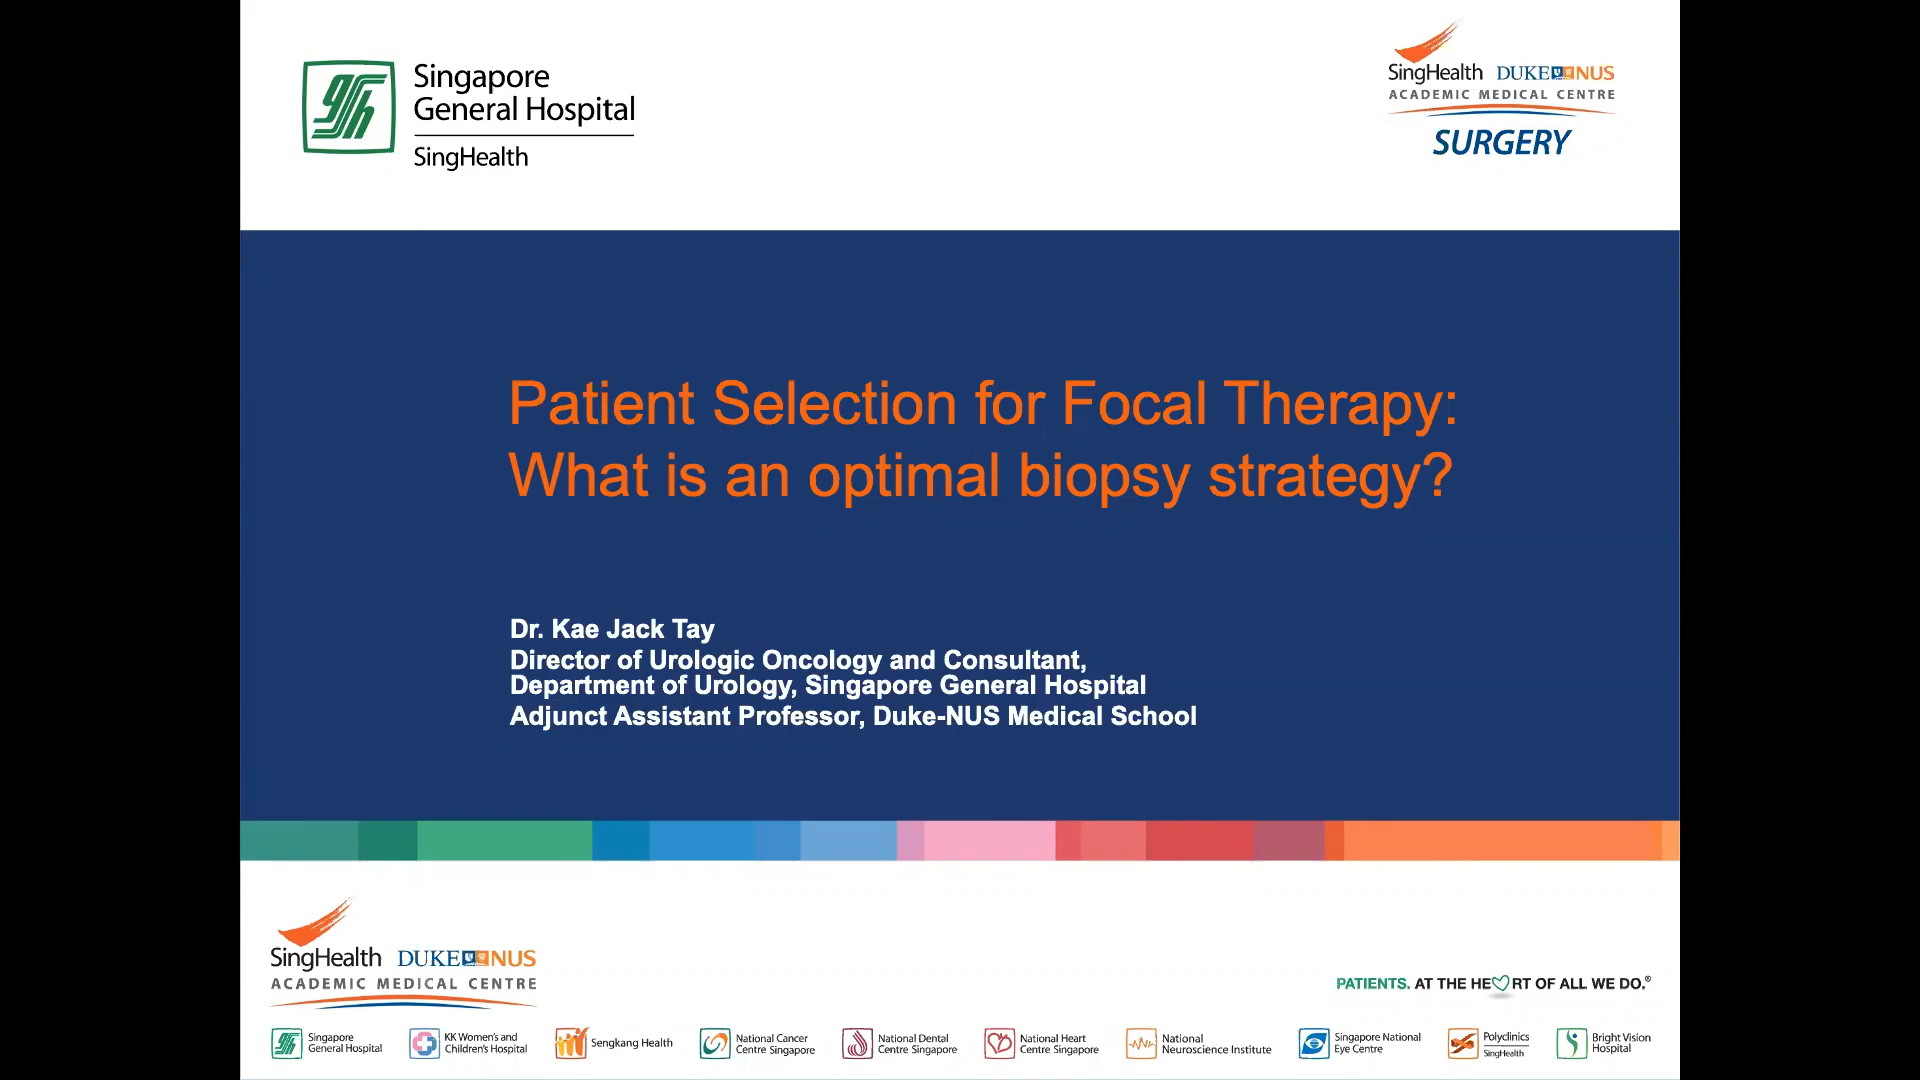 Singapore
General Hospital
SingHealth
SingHealth DUKE NUS
ACADEMIC MEDICAL CENTRE
SURGERY
Patient Selection for Focal Therapy:
What is an optimal biopsy strategy?
Dr. Kae Jack Tay
Director of Urologic Oncology and Consultant,
Department of Urology, Singapore General Hospital
Adjunct Assistant Professor, Duke-NUS Medical School
SingHealth DUKE NUS
ACADEMIC MEDICAL CENTRE
PATIENTS. AT THE HE RT OF ALL WE DO.®
Singapore
General Hospital
KK Women's and
Children's Hospital
Sengkang Health
National Cancer
Centre Singapore
National Dental
Centre Singapore
National Heart
Centre Singapore
National
Neuroscience Institute
Singapore National
Eye Centre
Polyclinics
SingHealth
Bright Vision
Hospital